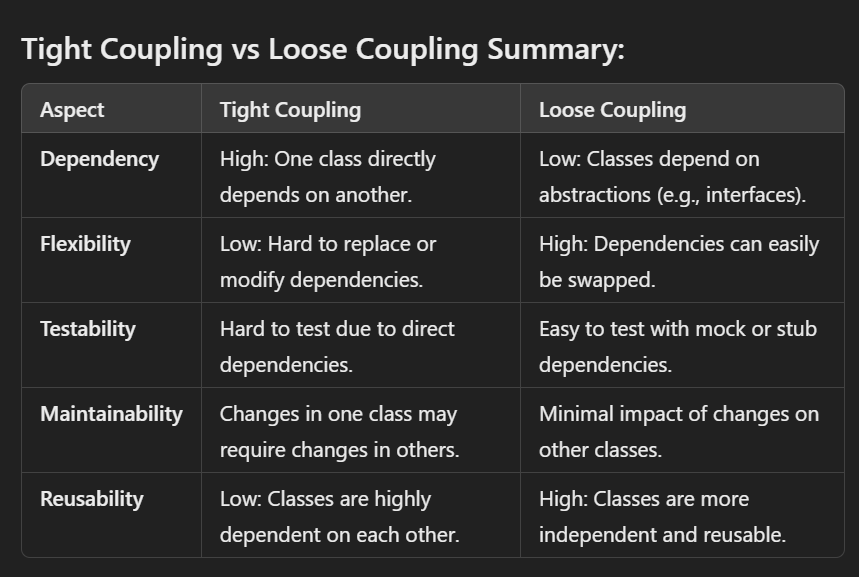 Tight Coupling vs Loose Coupling Summary:
Aspect Tight Coupling Loose Coupling
Dependency High: One class directly Low: Classes depend on
depends on another. abstractions (e.g., interfaces).
Flexibility Low: Hard to replace or High: Dependencies can easily
modify dependencies. be swapped.
Testability Hard to test due to direct Easy to test with mock or stub
dependencies. dependencies.
Maintainability Changes in one class may Minimal impact of changes on
require changes in others. other classes.
Reusability Low: Classes are highly High: Classes are more
dependent on each other. independent and reusable.